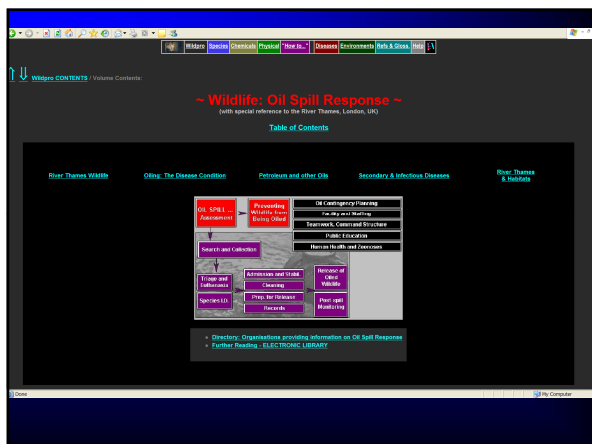 Wildpro Species Chemicals Physical "How to..." Diseases Environments Refs & Gloss. Help
Wildpro CONTENTS / Volume Contents:
~ Wildlife: Oil Spill Response ~
(with special reference to the River Thames, London, UK)
Table of Contents
River Thames Wildlife
Oiling: The Disease Condition
Petroleum and other Oils
Secondary & Infectious Diseases
River Thames
& Habitats
OIL SPILL ...
Assessment
Preventing
Wildlife from
Being Oiled
Oil Contingency Planning
Facility and Staffing
Teamwork, Command Structure
Public Education
Human Health and Zoonoses
Search and Collection
Triage and
Euthanasia
Species I.D.
Admission and Stabil.
Cleaning
Prep. for Release
Records
Release of
Oiled
Wildlife
Post spill
Monitoring
Directory: Organisations providing information on Oil Spill Response
Further Reading - ELECTRONIC LIBRARY
Done
My Computer